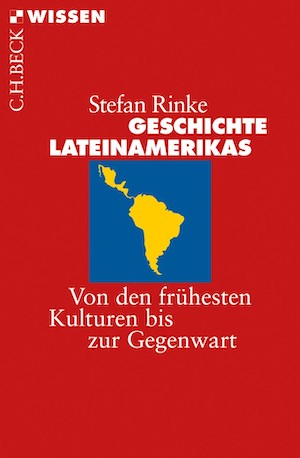 WISSEN
C.H.BECK
Stefan Rinke
GESCHICHTE
LATEINAMERIKAS
Von den frühesten
Kulturen bis
zur Gegenwart